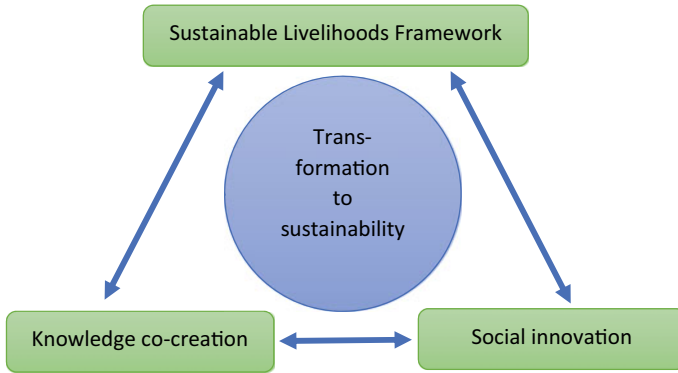 Sustainable Livelihoods Framework
Trans-
formation
to
sustainability
Knowledge co-creation
Social innovation